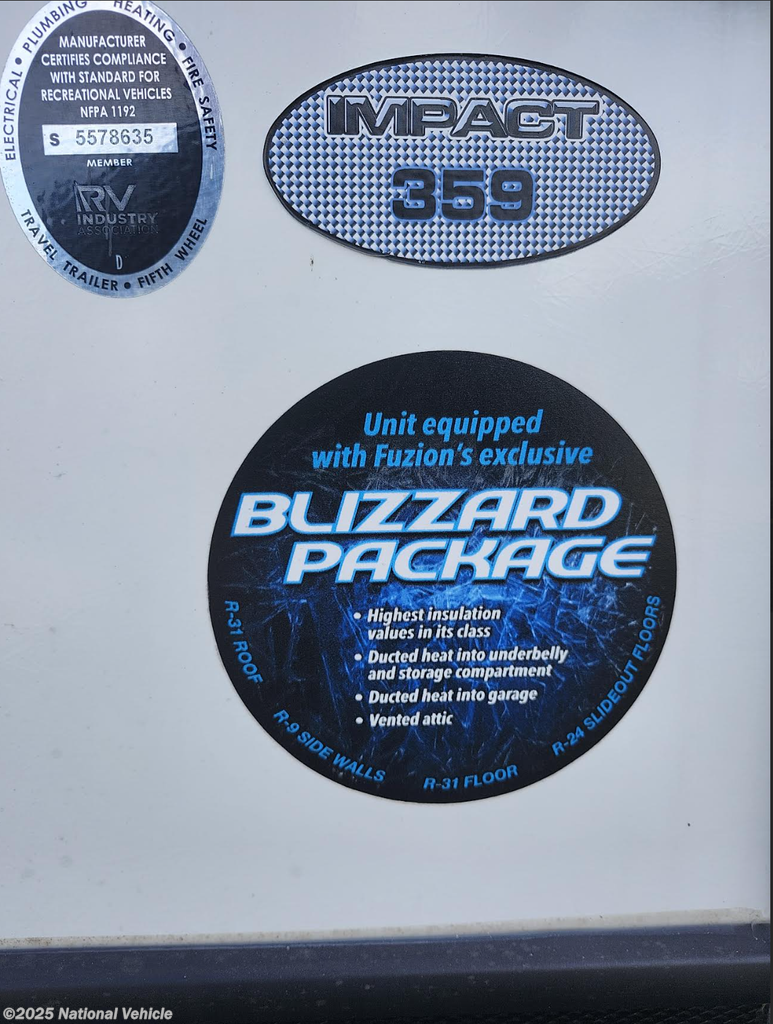 ELECTRICAL • PLUMBING • HEATING • FIRE SAFETY
MANUFACTURER
CERTIFIES COMPLIANCE
WITH STANDARD FOR
RECREATIONAL VEHICLES
NFPA 1192
S 5578635
MEMBER
RV
INDUSTRY
ASSOCIATION
D
TRAVEL TRAILER • FIFTH WHEEL
IMPACT
359
Unit equipped
with Fuzion's exclusive
BLIZZARD
PACKAGE
• Highest insulation
values in its class
• Ducted heat into underbelly
and storage compartment
• Ducted heat into garage
• Vented attic
R-31 ROOF
R-9 SIDE WALLS
R-31 FLOOR
R-24 SLIDEOUT FLOORS
©2025 National Vehicle